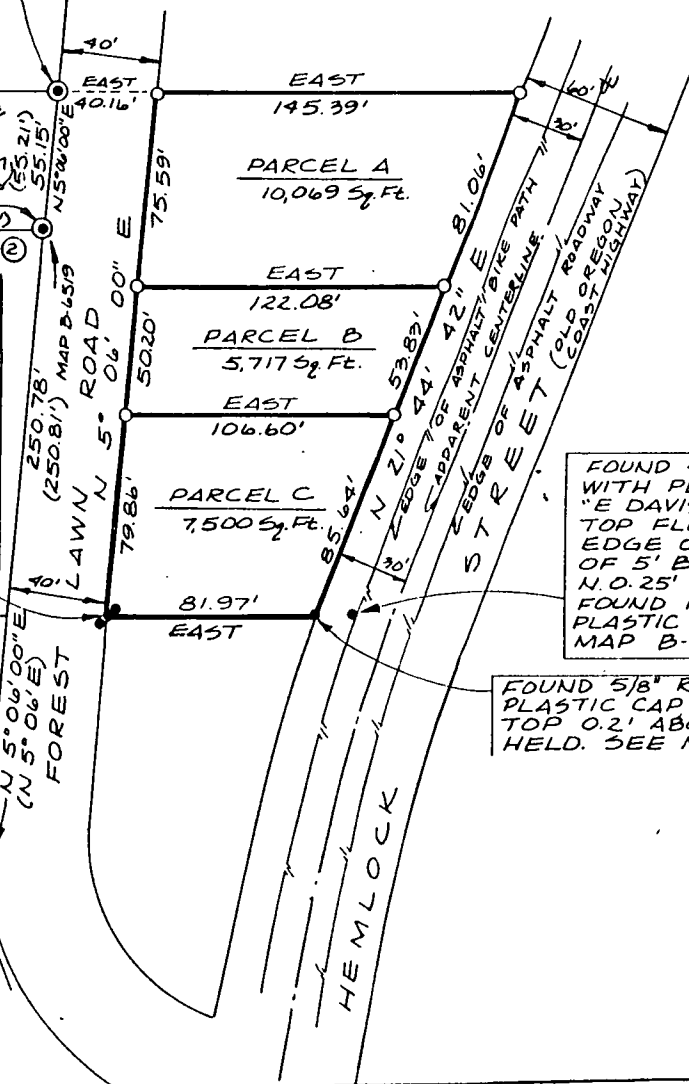 40'
EAST
40.16'
EAST
145.39'
60'
30'
(55.21')
55.15'
N 5°06'00" E
75.59'
PARCEL A
10,069 Sq.Ft.
81.06'
2
MAP B-6519
250.78'
(250.81')
EAST
122.08'
PARCEL B
5,717 Sq.Ft.
50.20'
53.83'
EAST
106.60'
PARCEL C
7,500 Sq.Ft.
79.86'
85.64'
81.97'
EAST
N 5° 06' 00" E
FOREST LAWN ROAD
40'
N 5° 06' 00" E
(N 5° 06' E)
N 21° 44' 42" E
EDGE OF ASPHALT BIKE PATH
APPARENT CENTERLINE
EDGE OF ASPHALT ROADWAY
30'
HEMLOCK STREET (OLD OREGON
COAST HIGHWAY)
FOUND
WITH
"E DAVIS
TOP
EDGE
OF 5'
N.0.25'
FOUND
PLASTIC
MAP B-
FOUND 5/8"
PLASTIC CAP
TOP 0.2'
HELD. SEE